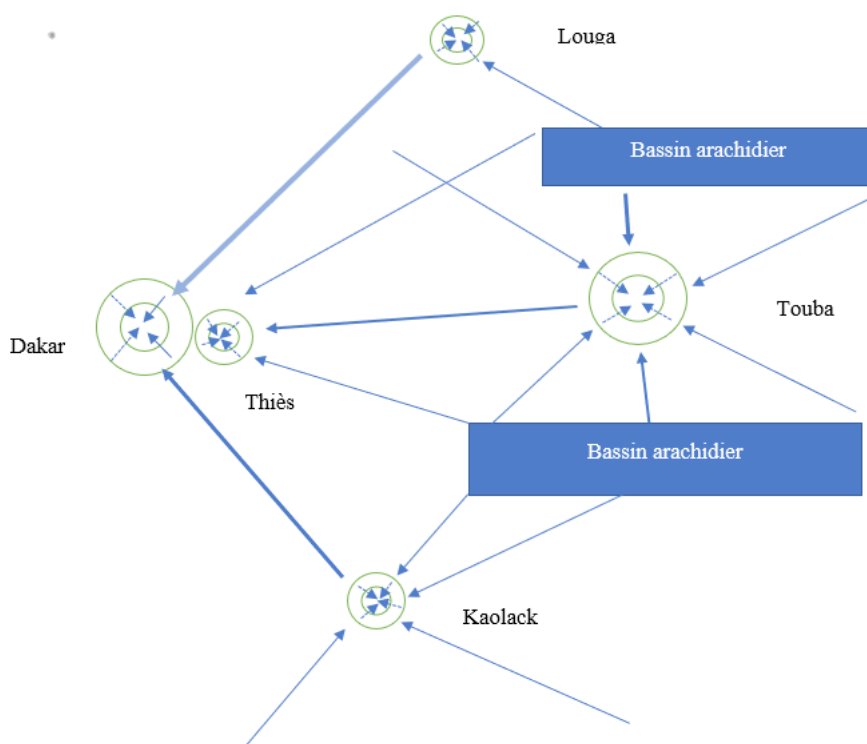 Louga
Bassin arachidier
Touba
Dakar
Thiès
Bassin arachidier
Kaolack